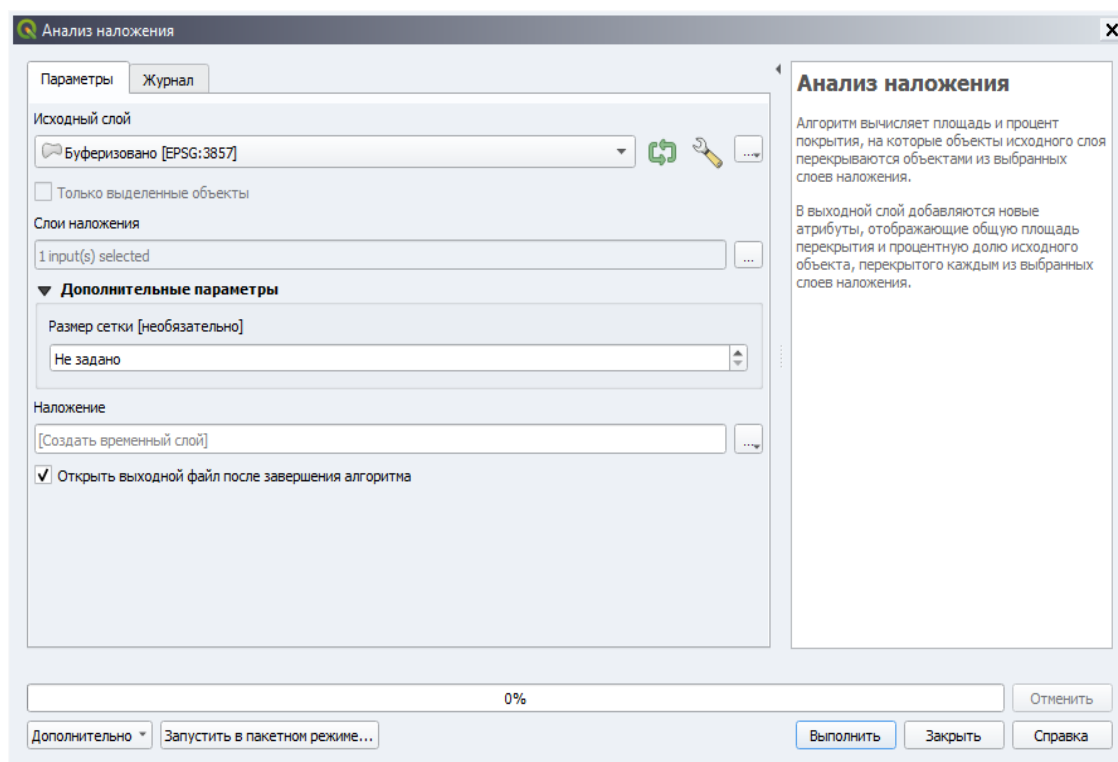 Анализ наложения
Параметры
Журнал
Исходный слой
Буферизовано [EPSG:3857]
...
Только выделенные объекты
Слои наложения
1 input(s) selected
...
Дополнительные параметры
Размер сетки [необязательно]
Не задано
Наложение
[Создать временный слой]
...
Открыть выходной файл после завершения алгоритма
Анализ наложения
Алгоритм вычисляет площадь и процент
покрытия, на которые объекты исходного слоя
перекрываются объектами из выбранных
слоев наложения.
В выходной слой добавляются новые
атрибуты, отображающие общую площадь
перекрытия и процентную долю исходного
объекта, перекрытого каждым из выбранных
слоев наложения.
0%
Отменить
Дополнительно
Запустить в пакетном режиме...
Выполнить
Закрыть
Справка